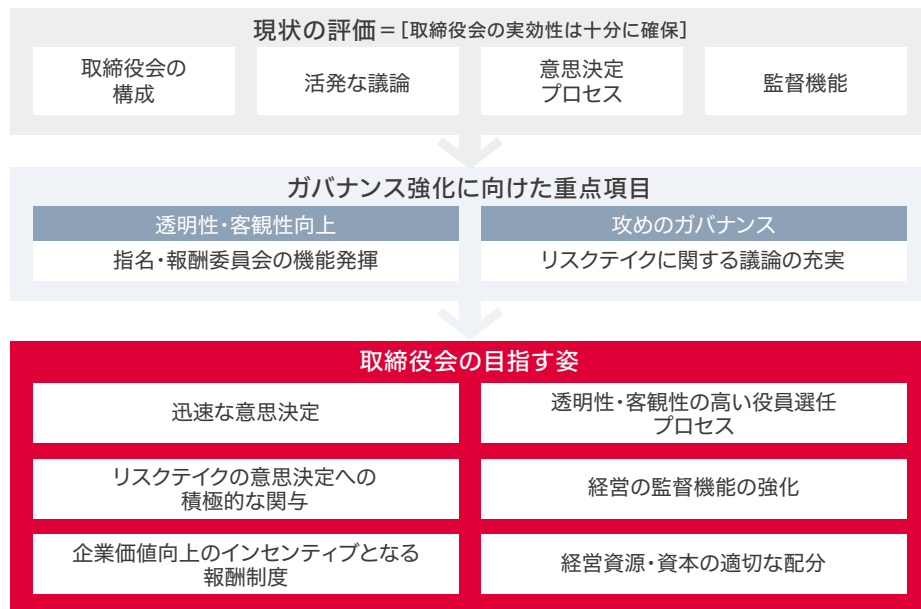 現状の評価=[取締役会の実効性は十分に確保]
取締役会の
構成
活発な議論
意思決定
プロセス
監督機能
ガバナンス強化に向けた重点項目
透明性・客観性向上
指名・報酬委員会の機能発揮
攻めのガバナンス
リスクテイクに関する議論の充実
取締役会の目指す姿
迅速な意思決定
透明性・客観性の高い役員選任
プロセス
リスクテイクの意思決定への
積極的な関与
経営の監督機能の強化
企業価値向上のインセンティブとなる
報酬制度
経営資源・資本の適切な配分